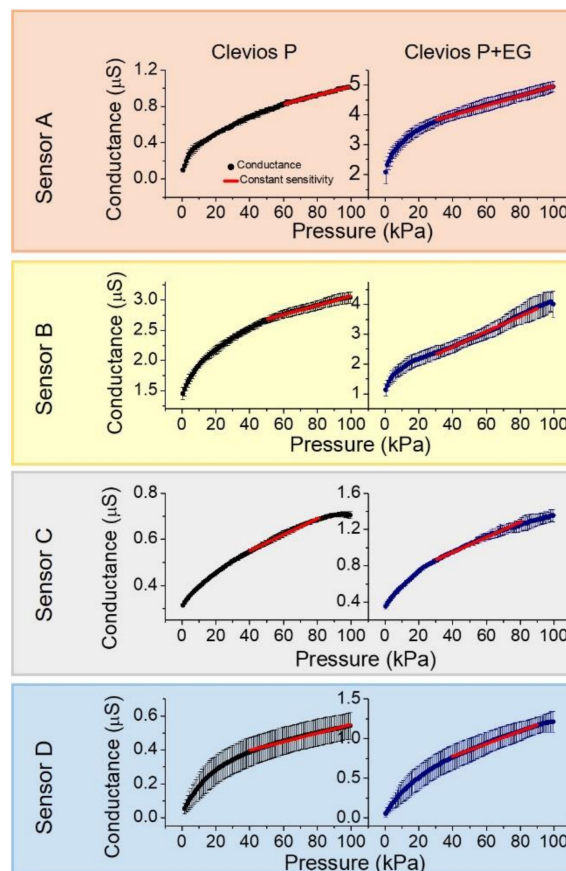 Clevios P
Clevios P+EG
Sensor A
Conductance (μS)
1.2
0.8
0.4
0.0
5
4
3
2
Conductance
Constant sensitivity
0 20 40 60 80 100
0 20 40 60 80 100
Pressure (kPa)
Pressure (kPa)
Sensor B
Conductance (μS)
3.0
2.5
2.0
1.5
4
3
2
1
0 20 40 60 80 100
0 20 40 60 80 100
Pressure (kPa)
Pressure (kPa)
Sensor C
Conductance (μS)
0.8
0.6
0.4
1.6
1.2
0.8
0.4
0 20 40 60 80 100
0 20 40 60 80 100
Pressure (kPa)
Pressure (kPa)
Sensor D
Conductance (μS)
0.6
0.4
0.2
0.0
1.5
1.0
0.5
0.0
0 20 40 60 80 100
0 20 40 60 80 100
Pressure (kPa)
Pressure (kPa)